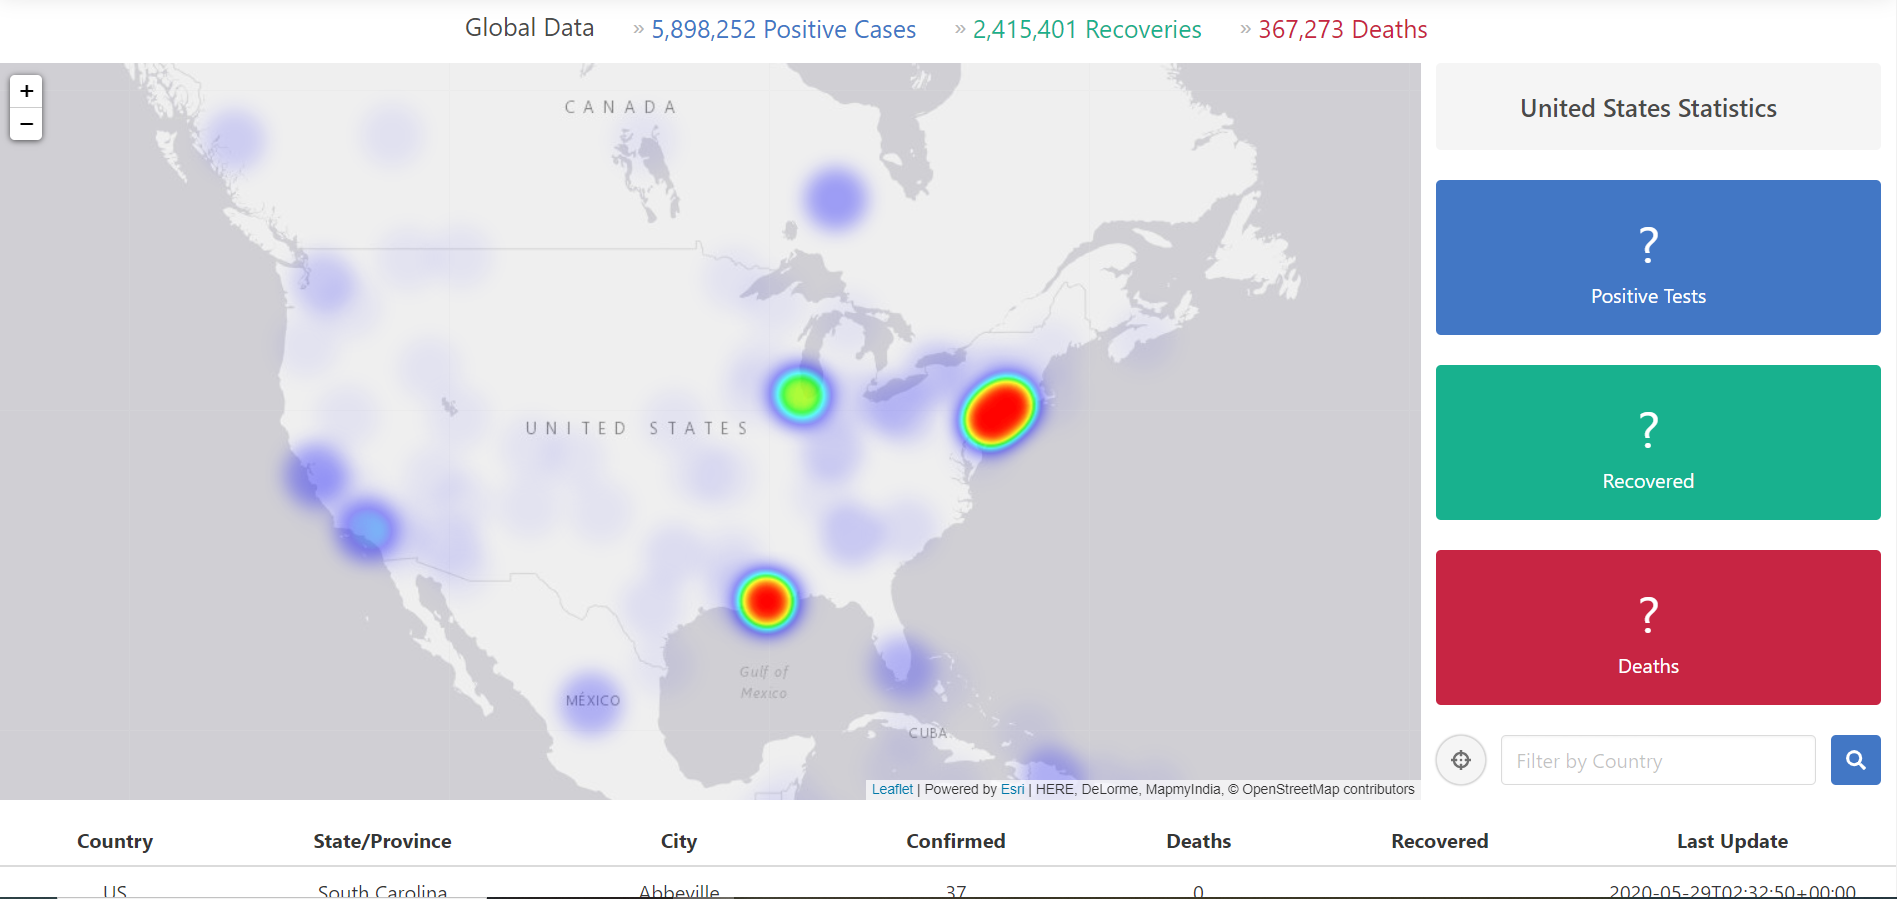 Global Data » 5,898,252 Positive Cases » 2,415,401 Recoveries » 367,273 Deaths
+
−
CANADA
UNITED STATES
Gulf of
Mexico
MÉXICO
CUBA
Leaflet | Powered by Esri | HERE, DeLorme, MapmyIndia, © OpenStreetMap contributors
United States Statistics
?
Positive Tests
?
Recovered
?
Deaths
Filter by Country
Country State/Province City Confirmed Deaths Recovered Last Update
US South Carolina Abbeville 37 0 2020-05-29T02:32:50+00:00